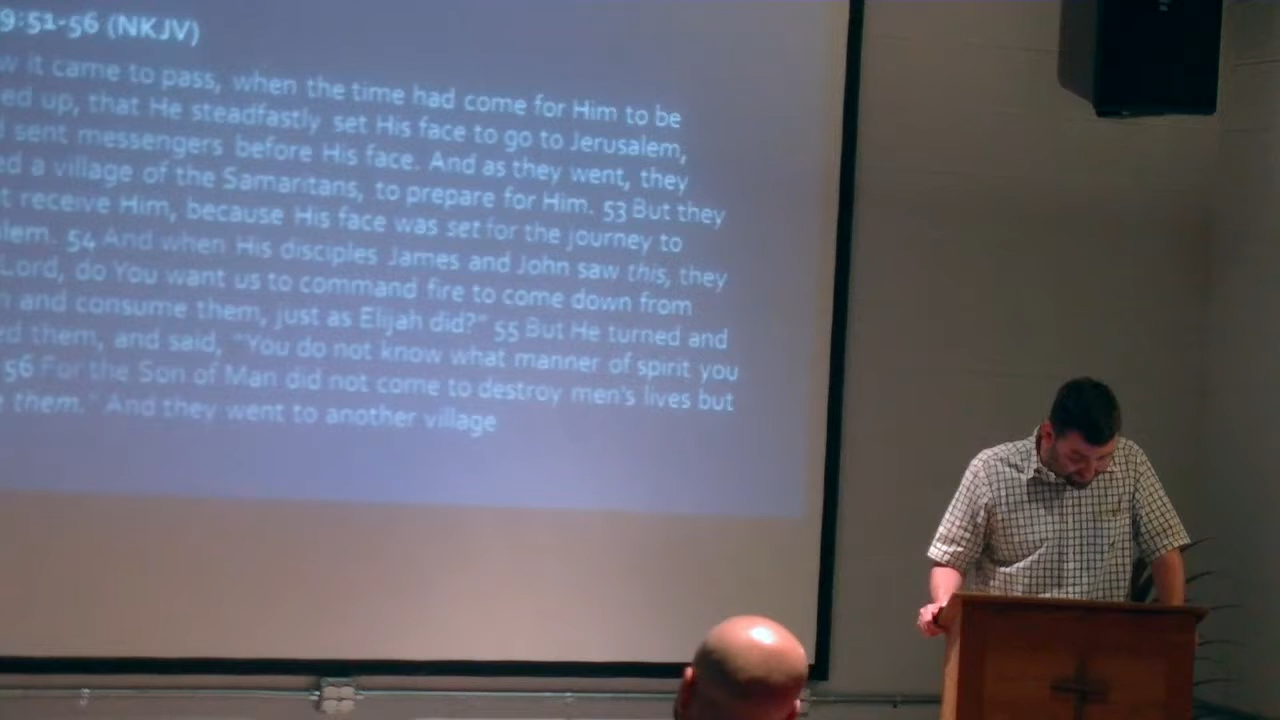 9:51-56 (NKJV)
w it came to pass, when the time had come for Him to be
ed up, that He steadfastly set His face to go to Jerusalem,
d sent messengers before His face. And as they went, they
ed a village of the Samaritans, to prepare for Him. 53 But they
t receive Him, because His face was set for the journey to
lem. 54 And when His disciples James and John saw this, they
Lord, do You want us to command fire to come down from
n and consume them, just as Elijah did?" 55 But He turned and
ed them, and said, "You do not know what manner of spirit you
56 For the Son of Man did not come to destroy men's lives but
them." And they went to another village